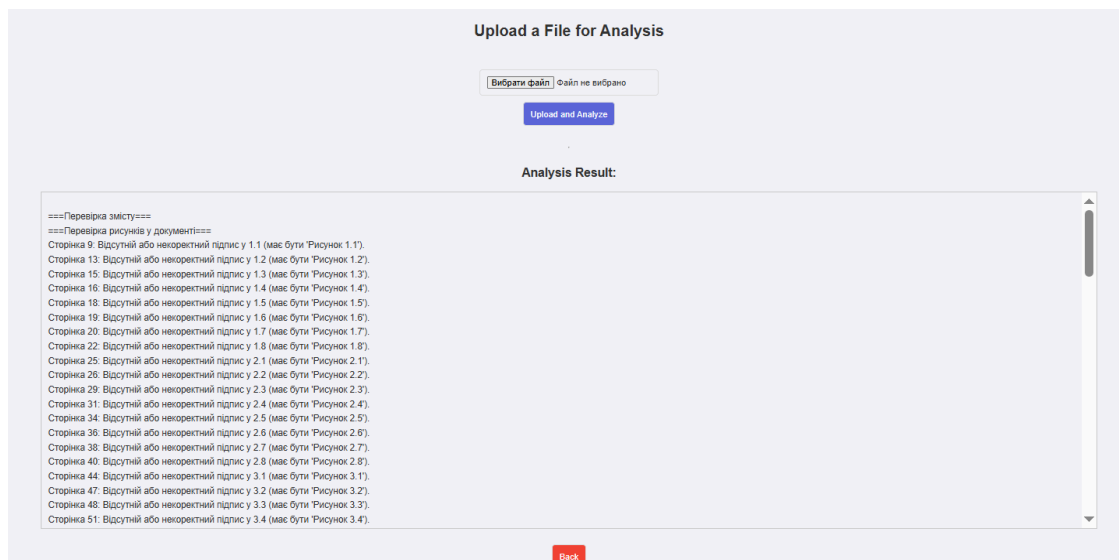 Upload a File for Analysis
Вибрати файл Файл не вибрано
Upload and Analyze
Analysis Result:
===Перевірка змісту===
===Перевірка рисунків у документі===
Сторінка 9: Відсутній або некоректний підпис у 1.1 (має бути 'Рисунок 1.1').
Сторінка 13: Відсутній або некоректний підпис у 1.2 (має бути 'Рисунок 1.2').
Сторінка 15: Відсутній або некоректний підпис у 1.3 (має бути 'Рисунок 1.3').
Сторінка 16: Відсутній або некоректний підпис у 1.4 (має бути 'Рисунок 1.4').
Сторінка 18: Відсутній або некоректний підпис у 1.5 (має бути 'Рисунок 1.5').
Сторінка 19: Відсутній або некоректний підпис у 1.6 (має бути 'Рисунок 1.6').
Сторінка 20: Відсутній або некоректний підпис у 1.7 (має бути 'Рисунок 1.7').
Сторінка 22: Відсутній або некоректний підпис у 1.8 (має бути 'Рисунок 1.8').
Сторінка 25: Відсутній або некоректний підпис у 2.1 (має бути 'Рисунок 2.1').
Сторінка 26: Відсутній або некоректний підпис у 2.2 (має бути 'Рисунок 2.2').
Сторінка 29: Відсутній або некоректний підпис у 2.3 (має бути 'Рисунок 2.3').
Сторінка 31: Відсутній або некоректний підпис у 2.4 (має бути 'Рисунок 2.4').
Сторінка 34: Відсутній або некоректний підпис у 2.5 (має бути 'Рисунок 2.5').
Сторінка 36: Відсутній або некоректний підпис у 2.6 (має бути 'Рисунок 2.6').
Сторінка 38: Відсутній або некоректний підпис у 2.7 (має бути 'Рисунок 2.7').
Сторінка 40: Відсутній або некоректний підпис у 2.8 (має бути 'Рисунок 2.8').
Сторінка 44: Відсутній або некоректний підпис у 3.1 (має бути 'Рисунок 3.1').
Сторінка 47: Відсутній або некоректний підпис у 3.2 (має бути 'Рисунок 3.2').
Сторінка 48: Відсутній або некоректний підпис у 3.3 (має бути 'Рисунок 3.3').
Сторінка 51: Відсутній або некоректний підпис у 3.4 (має бути 'Рисунок 3.4').
Back